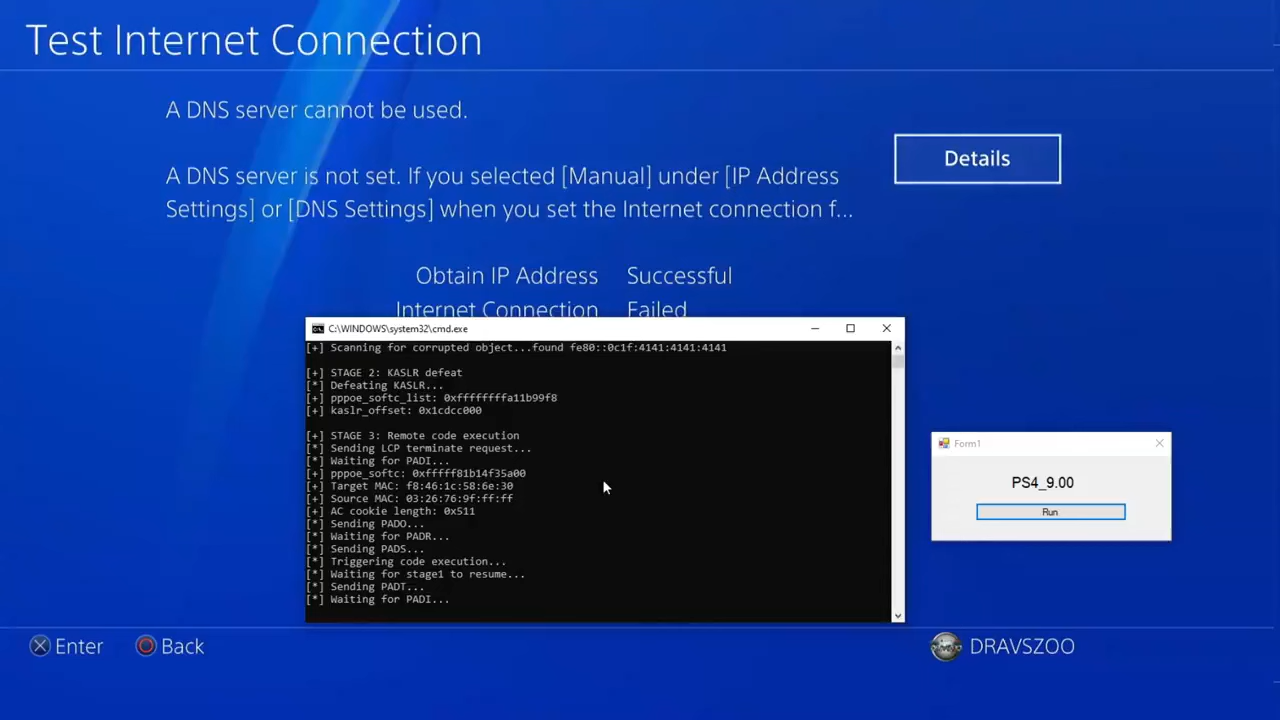 Test Internet Connection
A DNS server cannot be used.
A DNS server is not set. If you selected [Manual] under [IP Address
Settings] or [DNS Settings] when you set the Internet connection f...
Details
Obtain IP Address Successful
Internet Connection Failed
C:\WINDOWS\system32\cmd.exe
[+] Scanning for corrupted object...found fe80::0c1f:4141:4141:4141
[+] STAGE 2: KASLR defeat
[*] Defeating KASLR...
[+] pppoe_softc_list: 0xffffffffa11b99f8
[+] kaslr_offset: 0x1cdcc000
[+] STAGE 3: Remote code execution
[*] Sending LCP terminate request...
[*] Waiting for PADI...
[+] pppoe_softc: 0xfffff81b14f35a00
[+] Target MAC: f8:46:1c:58:6e:30
[+] Source MAC: 03:26:76:9f:ff:ff
[+] AC cookie length: 0x511
[*] Sending PADO...
[*] Waiting for PADR...
[*] Sending PADS...
[*] Triggering code execution...
[*] Waiting for stage1 to resume...
[*] Sending PADT...
[*] Waiting for PADI...
Form1
PS4_9.00
Run
Enter
Back
DRAVSZOO